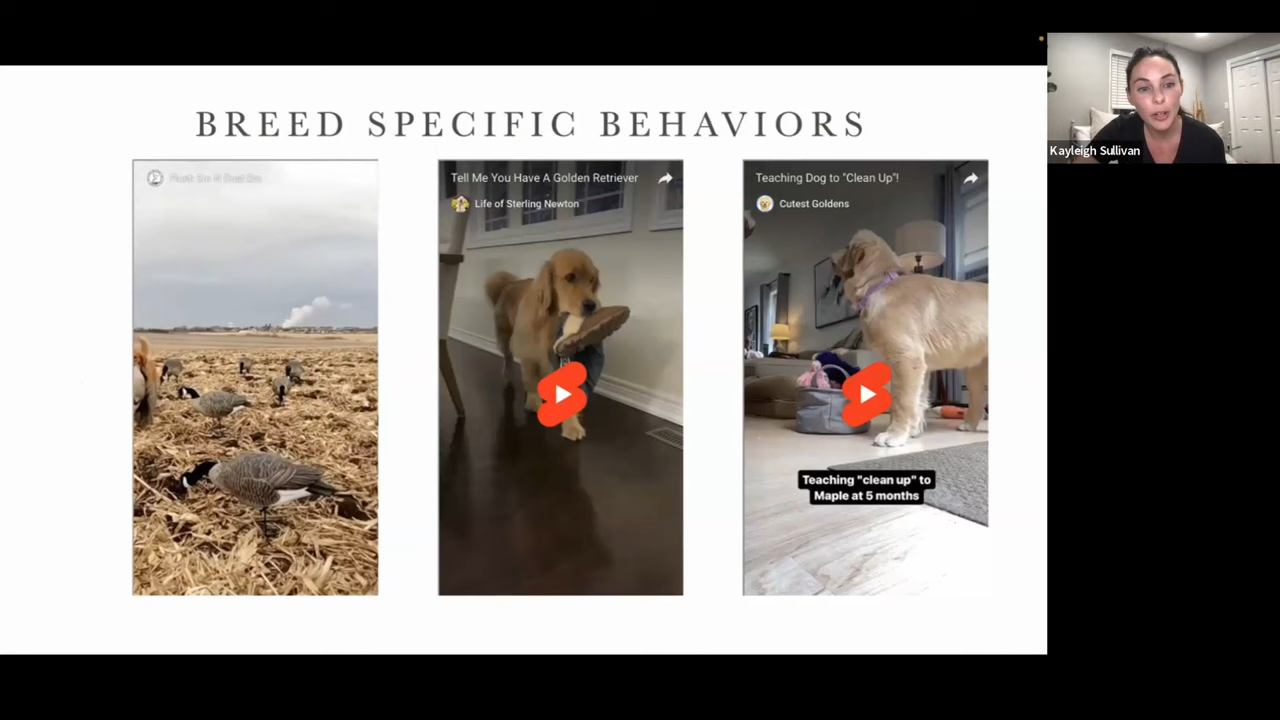 BREED SPECIFIC BEHAVIORS
Tell Me You Have A Golden Retriever
Life of Sterling Newton
Teaching Dog to "Clean Up"!
Cutest Goldens
Teaching "clean up" to
Maple at 5 months
Kayleigh Sullivan